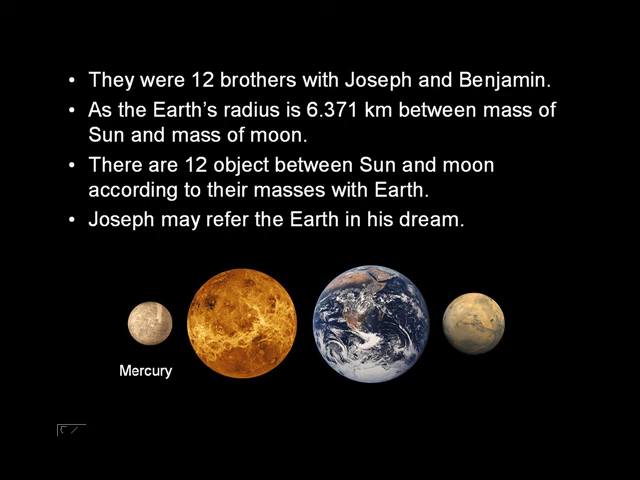 • They were 12 brothers with Joseph and Benjamin.
• As the Earth's radius is 6.371 km between mass of
Sun and mass of moon.
• There are 12 object between Sun and moon
according to their masses with Earth.
• Joseph may refer the Earth in his dream.
Mercury